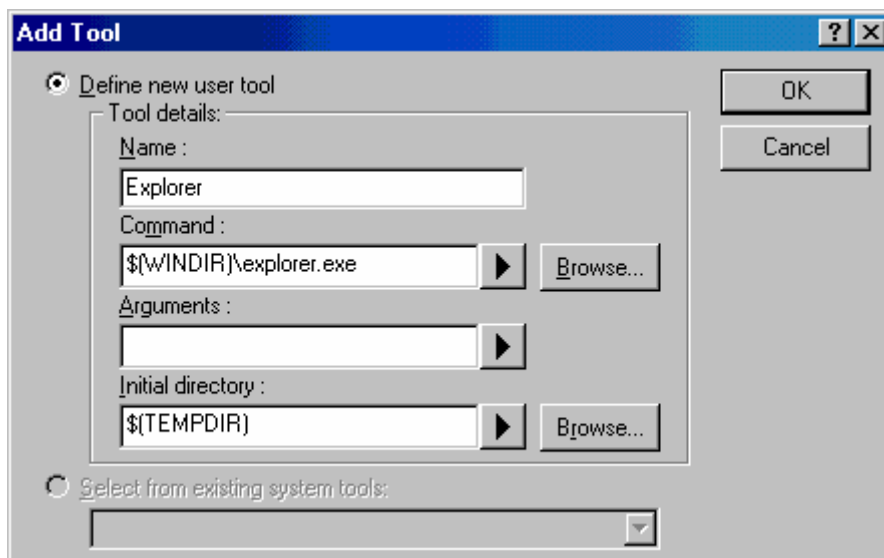 Add Tool
Define new user tool
OK
Tool details:
Cancel
Name :
Explorer
Command :
$(WINDIR)\explorer.exe
Browse...
Arguments :
Initial directory :
$(TEMPDIR)
Browse...
Select from existing system tools: